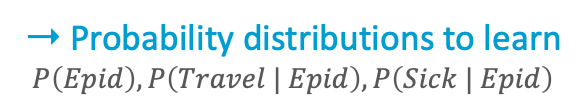 → Probability distributions to learn
P(Epid), P(Travel | Epid), P(Sick | Epid)